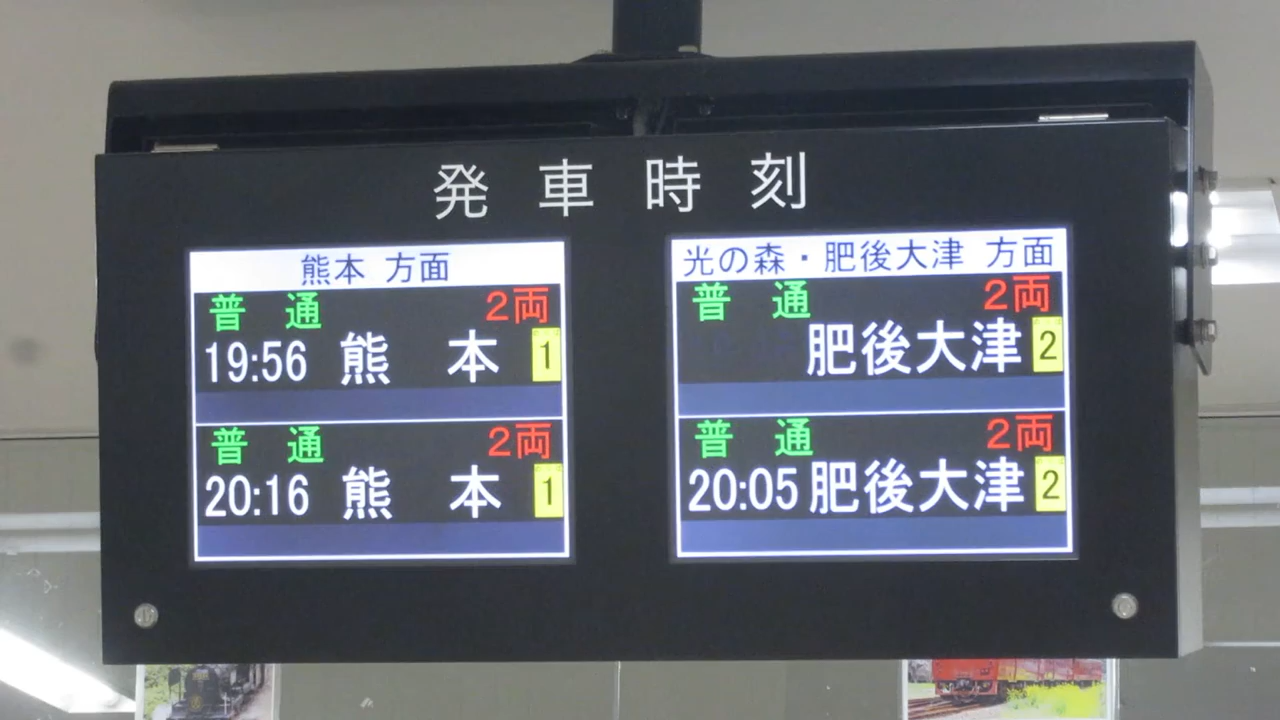 発車時刻
熊本 方面
普通 2両
19:56 熊本 1
普通 2両
20:16 熊本 1
光の森・肥後大津 方面
普通 2両
肥後大津 2
普通 2両
20:05 肥後大津 2